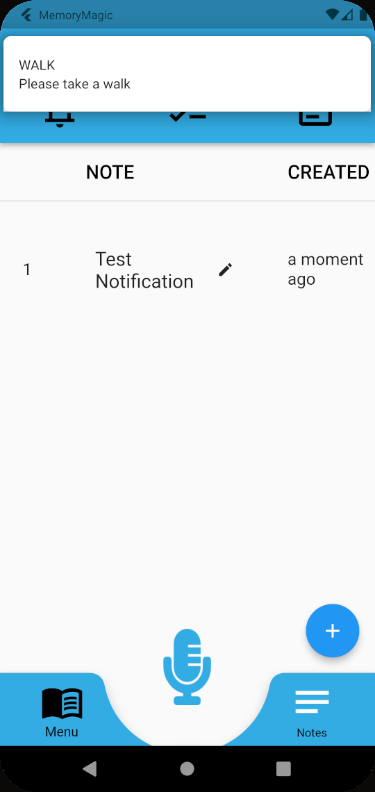 MemoryMagic
WALK
Please take a walk
NOTE
CREATED
1
Test
Notification
a moment
ago
Menu
Notes